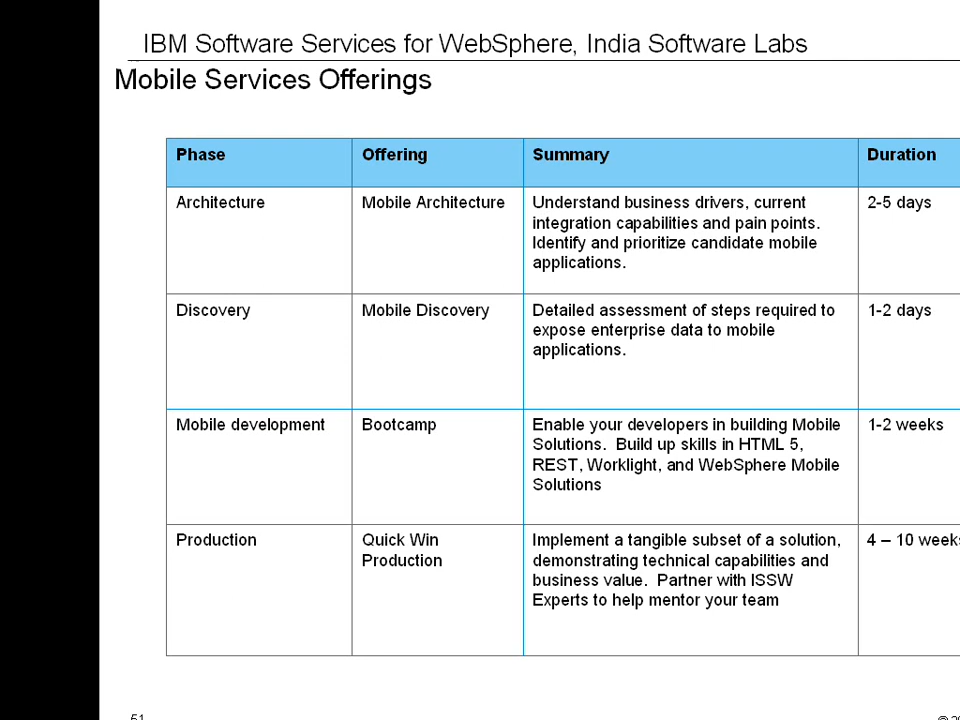 IBM Software Services for WebSphere, India Software Labs
Mobile Services Offerings
Phase Offering Summary Duration
Architecture Mobile Architecture Understand business drivers, current 2-5 days
integration capabilities and pain points.
Identify and prioritize candidate mobile
applications.
Discovery Mobile Discovery Detailed assessment of steps required to 1-2 days
expose enterprise data to mobile
applications.
Mobile development Bootcamp Enable your developers in building Mobile 1-2 weeks
Solutions. Build up skills in HTML 5,
REST, Worklight, and WebSphere Mobile
Solutions
Production Quick Win Implement a tangible subset of a solution, 4 – 10 weeks
Production demonstrating technical capabilities and
business value. Partner with ISSW
Experts to help mentor your team
51